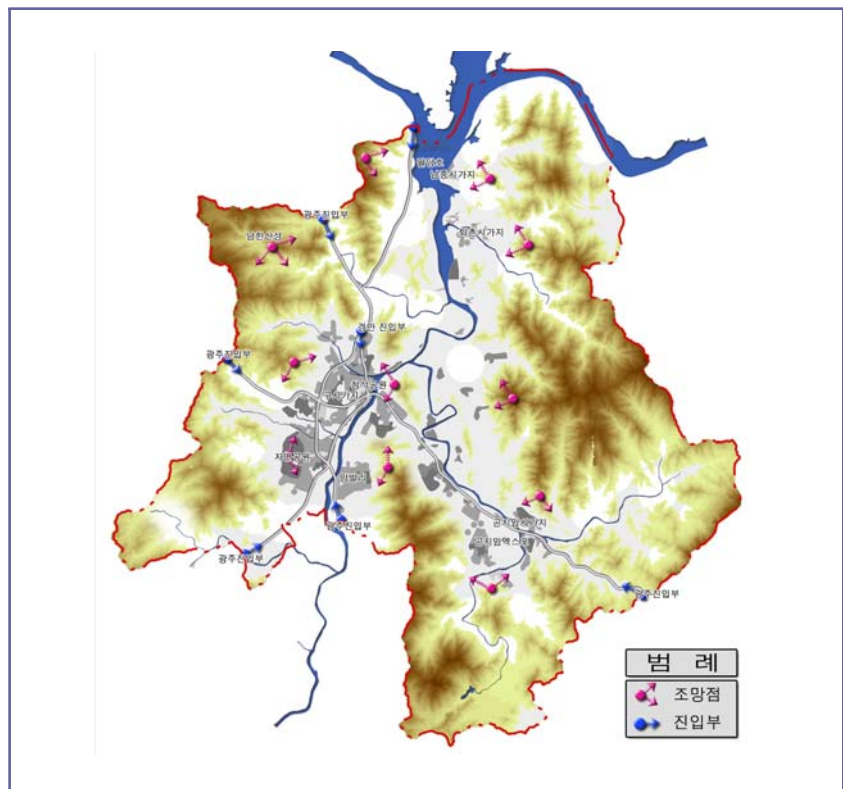 팔당호
남종시가지
광주진입부
퇴촌시가지
남한산성
경안 진입부
광주진입부
청석공원
구시가지
자연공원
광주진입부
곤지암시가지
곤지암엑스포
광주진입부
광주진입부
범 례
조망점
진입부